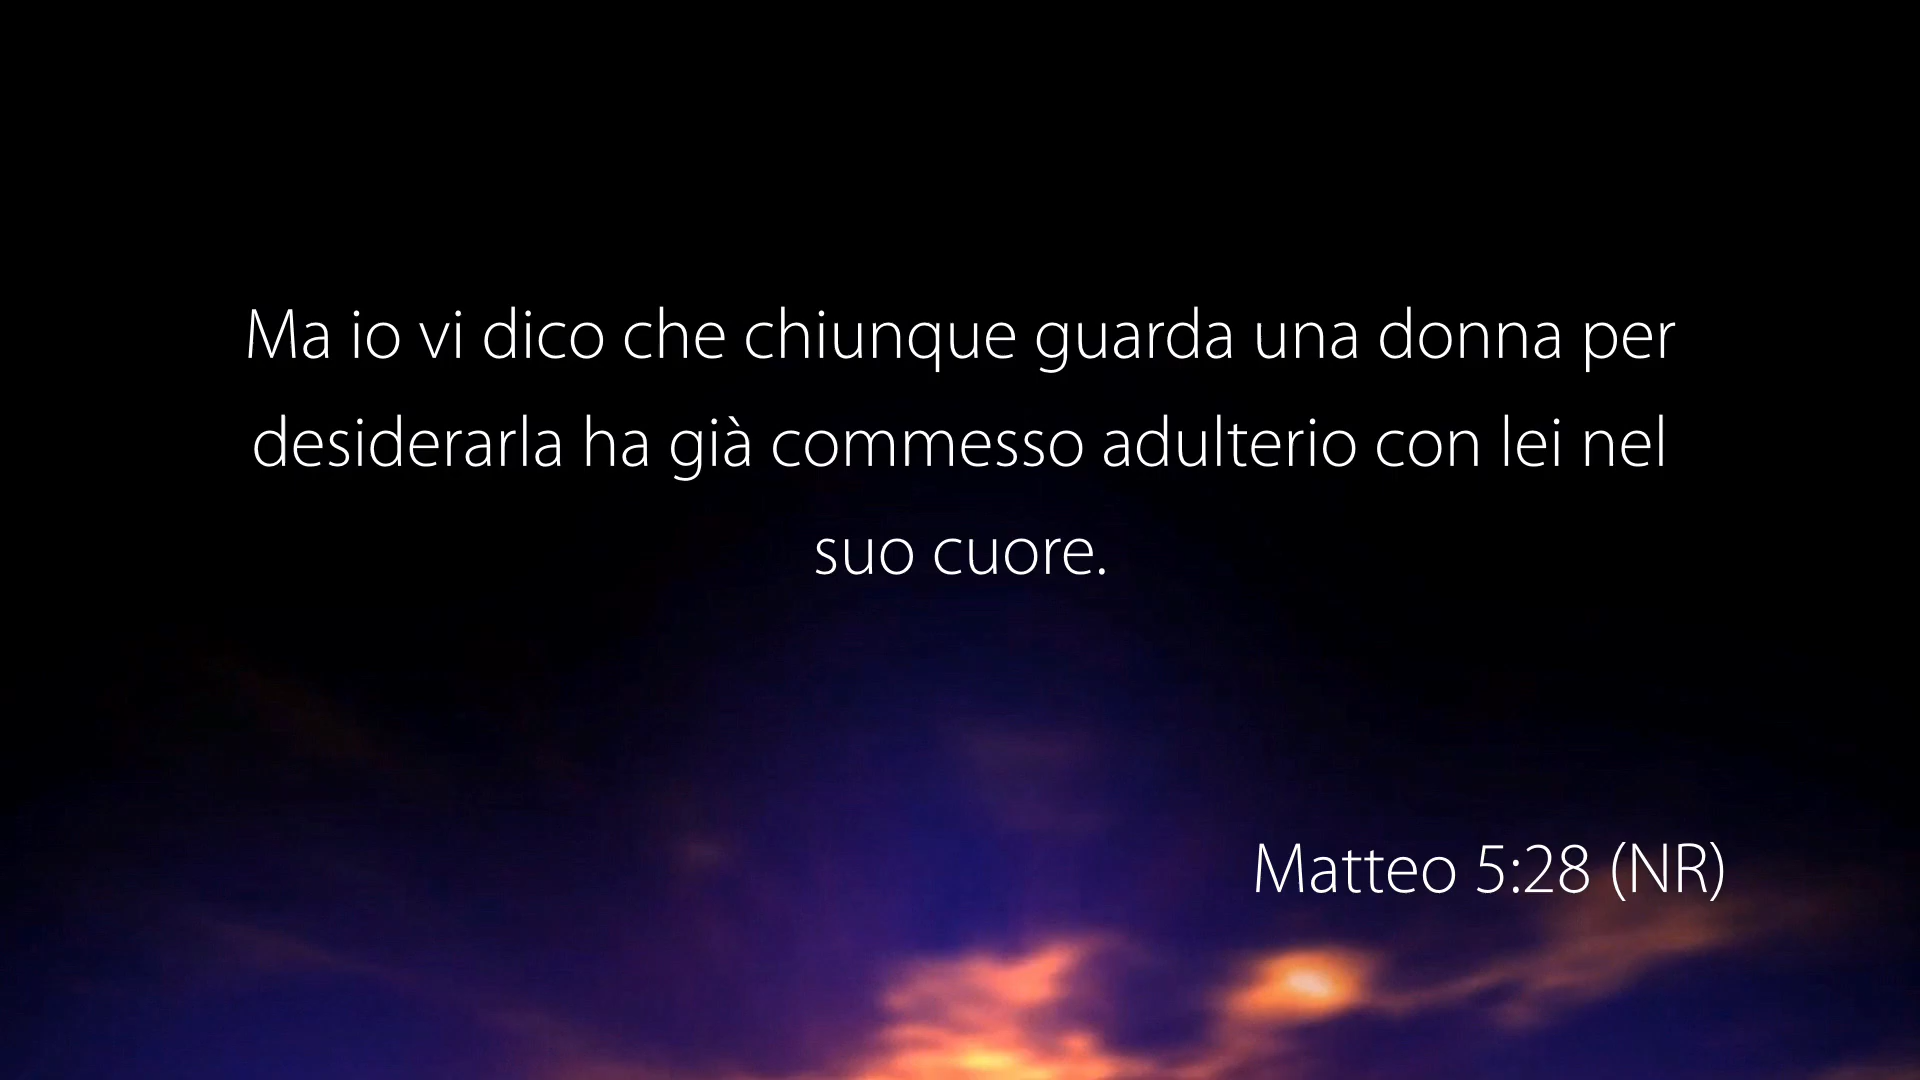 Ma io vi dico che chiunque guarda una donna per
desiderarla ha già commesso adulterio con lei nel
suo cuore.
Matteo 5:28 (NR)